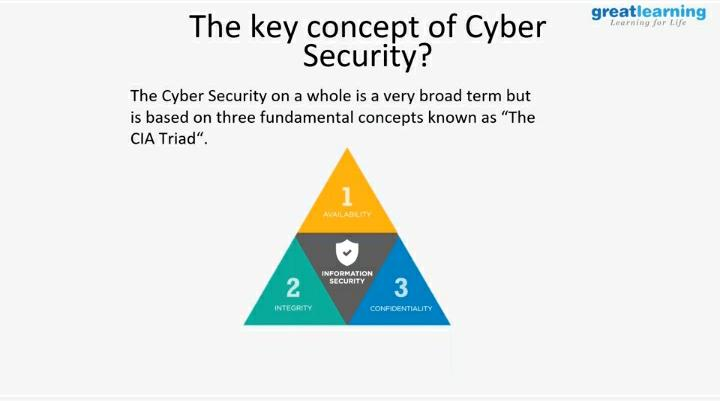 The key concept of Cyber
Security?
greatlearning
Learning for Life
The Cyber Security on a whole is a very broad term but
is based on three fundamental concepts known as “The
CIA Triad“.
1
AVAILABILITY
INFORMATION
SECURITY
2
INTEGRITY
3
CONFIDENTIALITY